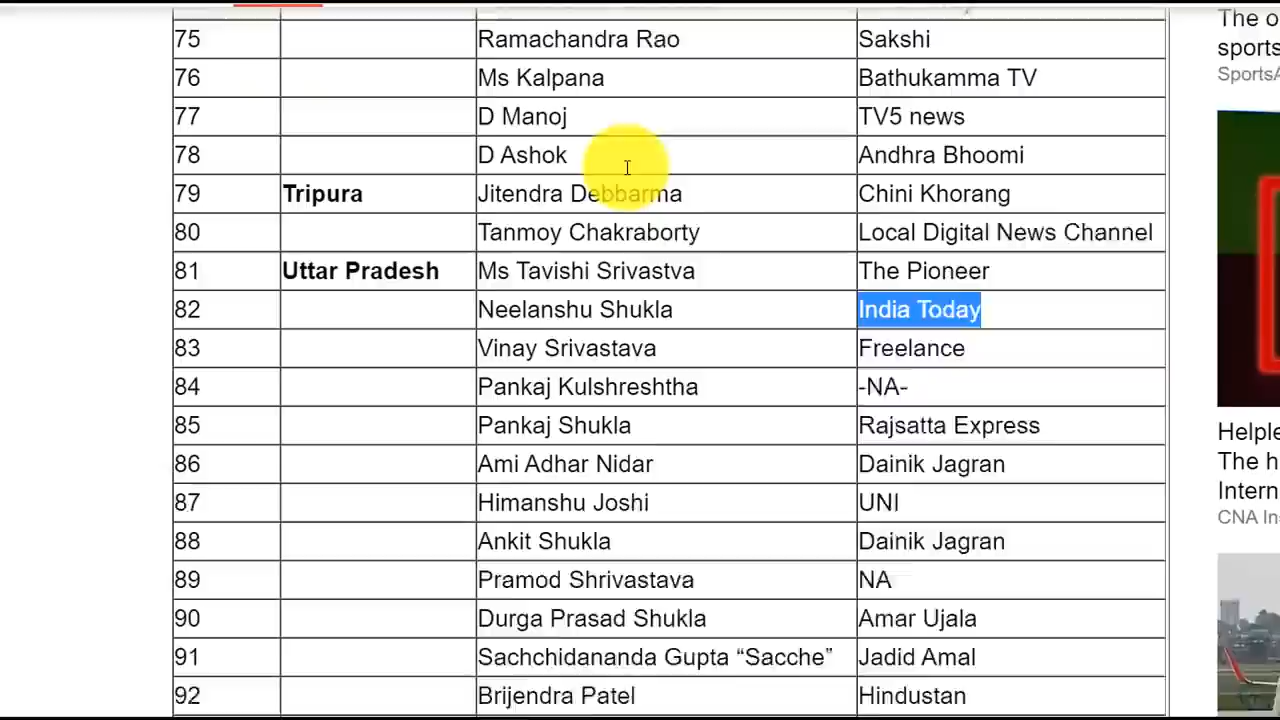 75 Ramachandra Rao Sakshi
76 Ms Kalpana Bathukamma TV
77 D Manoj TV5 news
78 D Ashok Andhra Bhoomi
79 Tripura Jitendra Debbarma Chini Khorang
80 Tanmoy Chakraborty Local Digital News Channel
81 Uttar Pradesh Ms Tavishi Srivastva The Pioneer
82 Neelanshu Shukla India Today
83 Vinay Srivastava Freelance
84 Pankaj Kulshreshtha -NA-
85 Pankaj Shukla Rajsatta Express
86 Ami Adhar Nidar Dainik Jagran
87 Himanshu Joshi UNI
88 Ankit Shukla Dainik Jagran
89 Pramod Shrivastava NA
90 Durga Prasad Shukla Amar Ujala
91 Sachchidananda Gupta “Sacche” Jadid Amal
92 Brijendra Patel Hindustan
The o
sports
SportsA
Helple
The h
Intern
CNA In